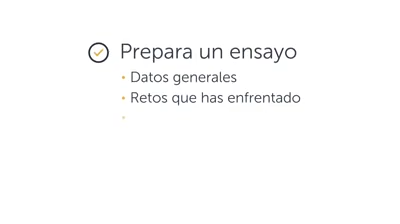 Prepara un ensayo
• Datos generales
• Retos que has enfrentado
•